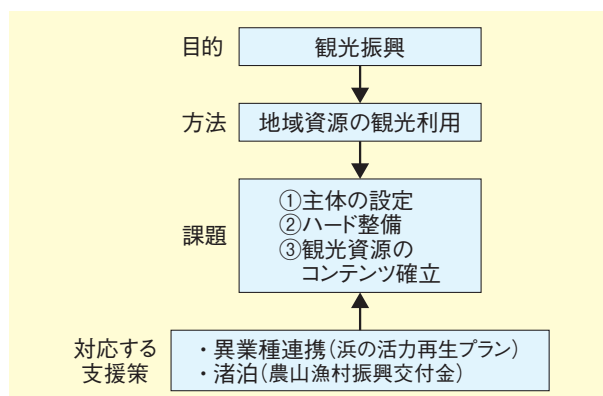 目的
観光振興
方法
地域資源の観光利用
課題
①主体の設定
②ハード整備
③観光資源の
コンテンツ確立
対応する
支援策
・異業種連携(浜の活力再生プラン)
・渚泊(農山漁村振興交付金)